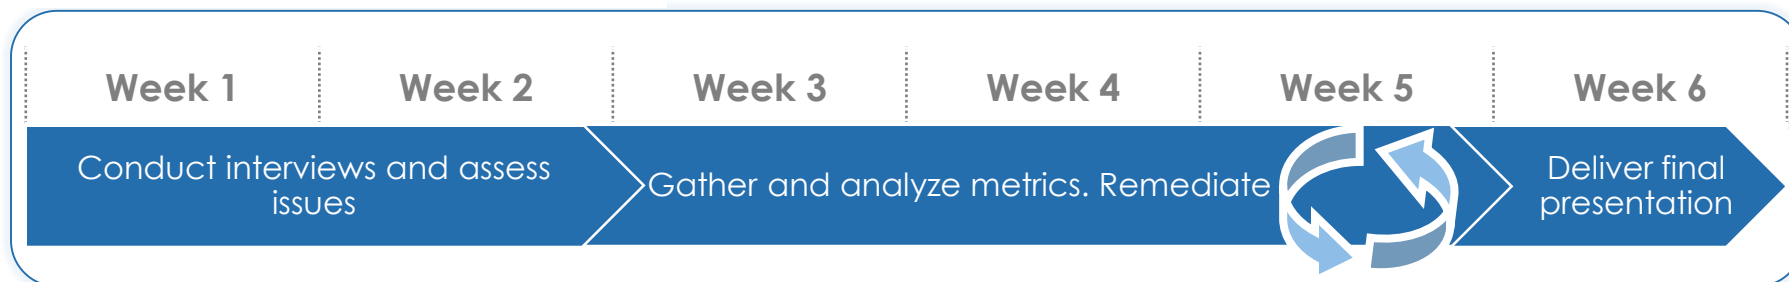 Week 1
Week 2
Week 3
Week 4
Week 5
Week 6
Conduct interviews and assess
issues
Gather and analyze metrics. Remediate
Deliver final
presentation